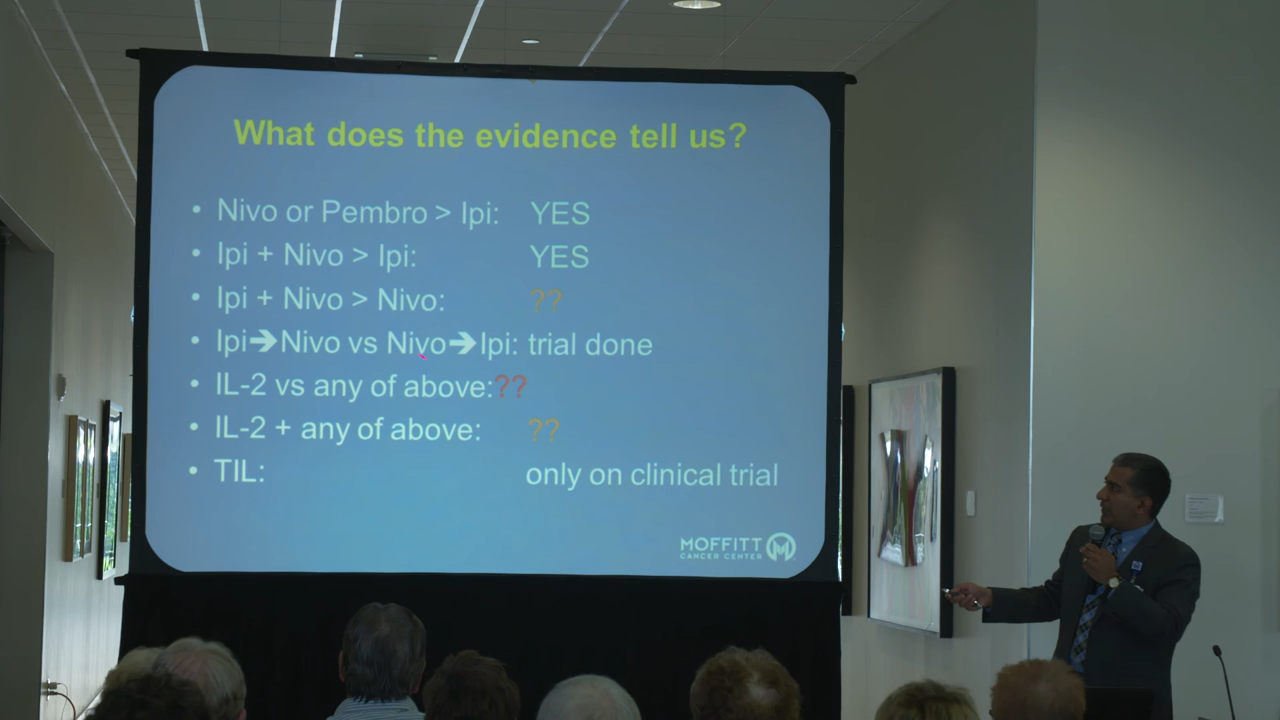 What does the evidence tell us?
• Nivo or Pembro > Ipi: YES
• Ipi + Nivo > Ipi: YES
• Ipi + Nivo > Nivo: ??
• Ipi➔Nivo vs Nivo➔Ipi: trial done
• IL-2 vs any of above:??
• IL-2 + any of above: ??
• TIL: only on clinical trial
MOFFITT
CANCER CENTER